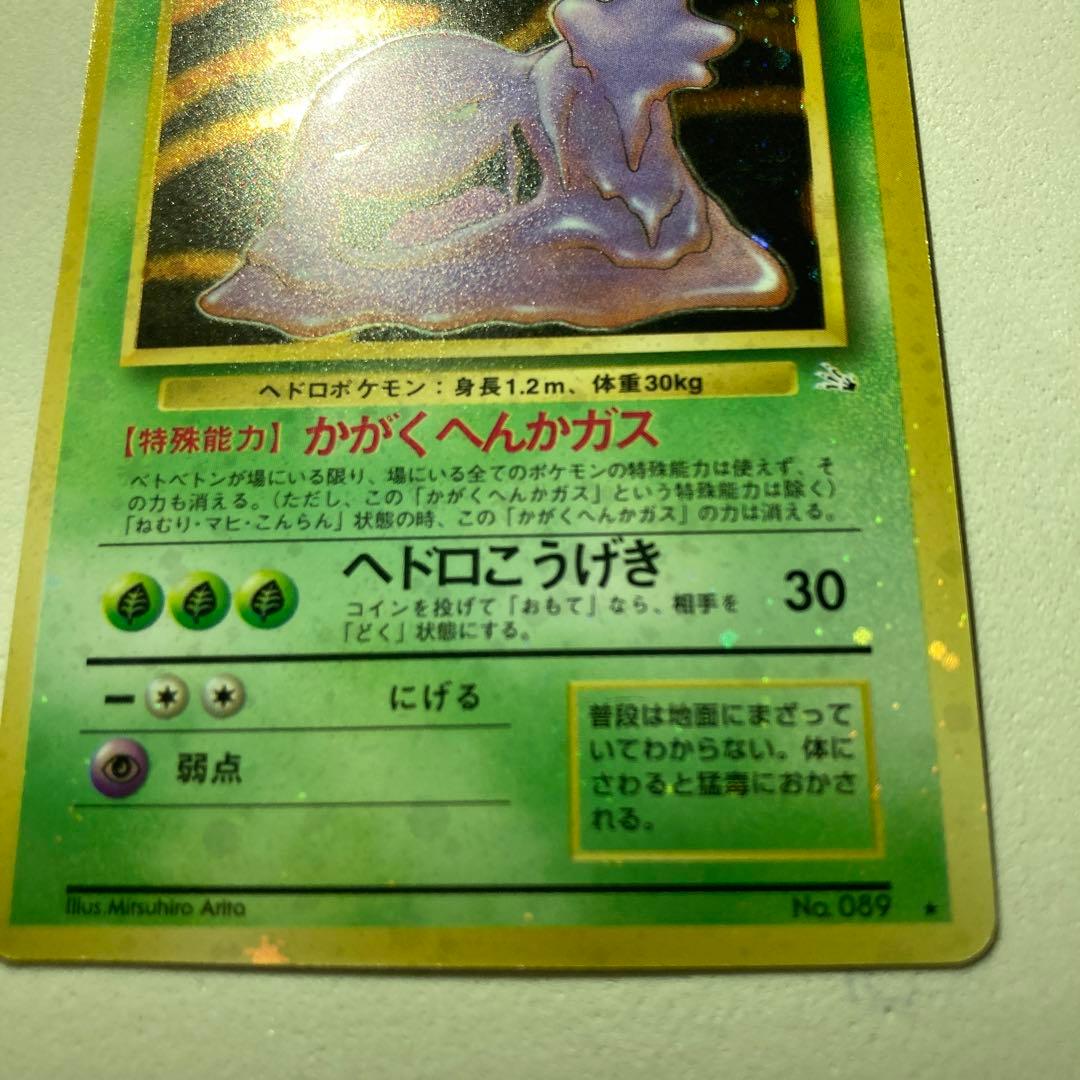 ヘドロポケモン：身長1.2m、体重30kg
【特殊能力】かがくへんかガス
ベトベトンが場にいる限り、場にいる全てのポケモンの特殊能力は使えず、そ
の力も消える。（ただし、この「かがくへんかガス」という特殊能力は除く）
「ねむり・マヒ・こんらん」状態の時、この「かがくへんかガス」の力は消える。
ヘドロこうげき 30
コインを投げて「おもて」なら、相手を
「どく」状態にする。
にげる
弱点
普段は地面にまざって
いてわからない。体に
さわると猛毒におかさ
れる。
Illus.Mitsuhiro Arita
No. 089 ★